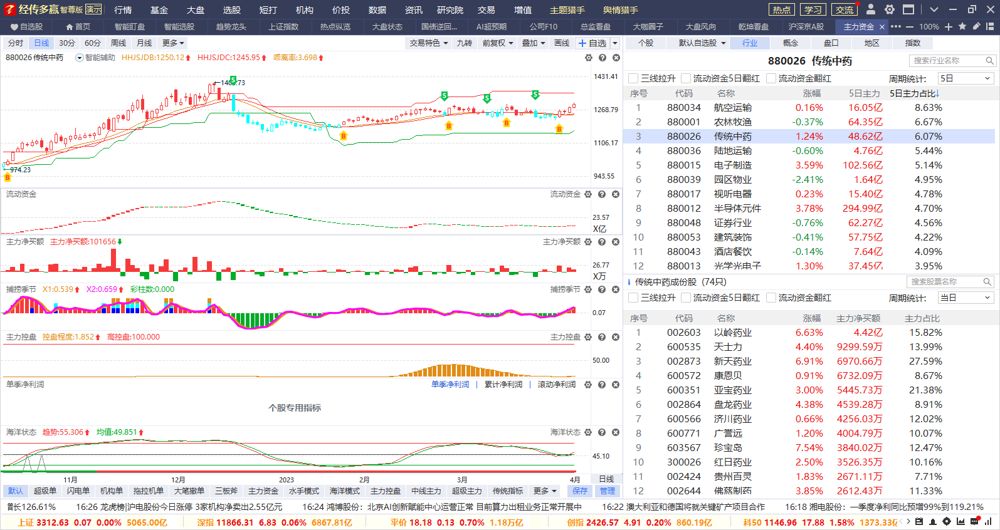 经传多赢 智尊版 演示 行情 基金 大盘 选股 短打 机构 价投 数据 资讯 研究院 交易 增值 主题猎手 舆情猎手 热点 学习 交流
自选股 首页 智能盯盘 智能选股 趋势龙头 上证指数 热点纵览 大盘状态 国债逆回... AI超预期 公司F10 总监看盘 大咖圈子 大盘风向 乾坤看盘 沪深京A股 主力资金 × 100%
分时 日线 30分 60分 周线 月线 更多 交易特色 九转 前复权 叠加 画线 自选
880026 传统中药 智能辅助 HHJSJDB:1250.12 HHJSJDC:1245.95 乖离率:3.698
1431.41
1268.79
1106.17
943.55
974.23
S
S
S
S
B
B
B
B
B
流动资金 流动资金
23.57
X亿
主力净买额 主力净买额:101656 主力净买额
26.77
X万
捕捞季节 X1:0.539 X2:0.659 彩柱数:0.000 捕捞季节
0.07
主力控盘 控盘程度:1.852 高控盘:100.000 主力控盘
50.00
单季净利润 单季净利润 | 累计净利润 | 滚动净利润
个股专用指标
海洋状态 趋势:55.306 均值:49.851 海洋状态
45.10
11月 12月 2023 2月 3月 4月 日线
默认 超级单 闪电单 机构单 拖拉机单 大笔撤单 三板斧 主力资金 水手模式 海洋模式 主力控盘 中线主力 超级主力 传统指标 更多 保存 管理
个股 默认自选股 行业 概念 盘口 地区 指数
880026 传统中药 搜索行业名称
三线拉升 流动资金5日翻红 流动资金翻红 周期统计: 5日
序号 代码 名称 涨幅 5日主力 5日主力占比↓
1 880034 航空运输 0.16% 16.05亿 8.63%
2 880001 农林牧渔 -0.37% 64.35亿 6.67%
3 880026 传统中药 1.24% 48.62亿 6.07%
4 880036 陆地运输 -0.60% 4.76亿 5.44%
5 880015 电子制造 3.59% 102.56亿 5.14%
6 880039 园区物业 -2.41% 1.64亿 4.95%
7 880017 视听电器 0.23% 15.40亿 4.78%
8 880012 半导体元件 3.78% 294.99亿 4.70%
9 880048 证券行业 -0.76% 62.27亿 4.56%
10 880053 建筑装饰 -0.41% 57.75亿 4.22%
11 880043 酒店餐饮 -0.14% 7.64亿 4.09%
12 880013 光学光电子 1.30% 37.45亿 3.95%
传统中药成份股 (74只) 搜索股票名称
三线拉升 流动资金5日翻红 流动资金翻红 周期统计: 当日
序号 代码 名称 涨幅 主力净买额 主力占比
1 002603 以岭药业 6.63% 4.42亿 15.82%
2 600535 天士力 4.40% 9299.59万 13.99%
3 002873 新天药业 6.91% 6970.66万 27.59%
4 600572 康恩贝 0.91% 6732.09万 8.67%
5 600351 亚宝药业 3.00% 5445.73万 21.38%
6 002864 盘龙药业 4.38% 4539.28万 8.91%
7 600566 济川药业 0.66% 4256.03万 12.02%
8 600771 广誉远 1.20% 4004.79万 10.07%
9 603567 珍宝岛 7.54% 3840.02万 12.47%
10 300026 红日药业 2.50% 3526.35万 10.16%
11 002424 贵州百灵 1.83% 2671.11万 7.71%
12 002644 佛慈制药 3.85% 2612.43万 11.33%
增长126.61% 16:26 龙虎榜|沪电股份今日涨停 3家机构净卖出2.55亿元 16:24 鸿博股份：北京AI创新赋能中心运营正常 目前算力出租业务正常开展中 16:22 澳大利亚和德国将就关键矿产项目合作 16:18 湘电股份：一季度净利同比预增99%到119.21%
上证 3312.63 0.07 0.00% 5065.00亿 深指 11866.31 6.83 0.06% 6867.81亿 平价 18.18 0.13 0.70% 1.18万亿 创指 2426.57 4.91 0.20% 860.19亿 科50 1146.96 17.88 1.58% 1373.33亿